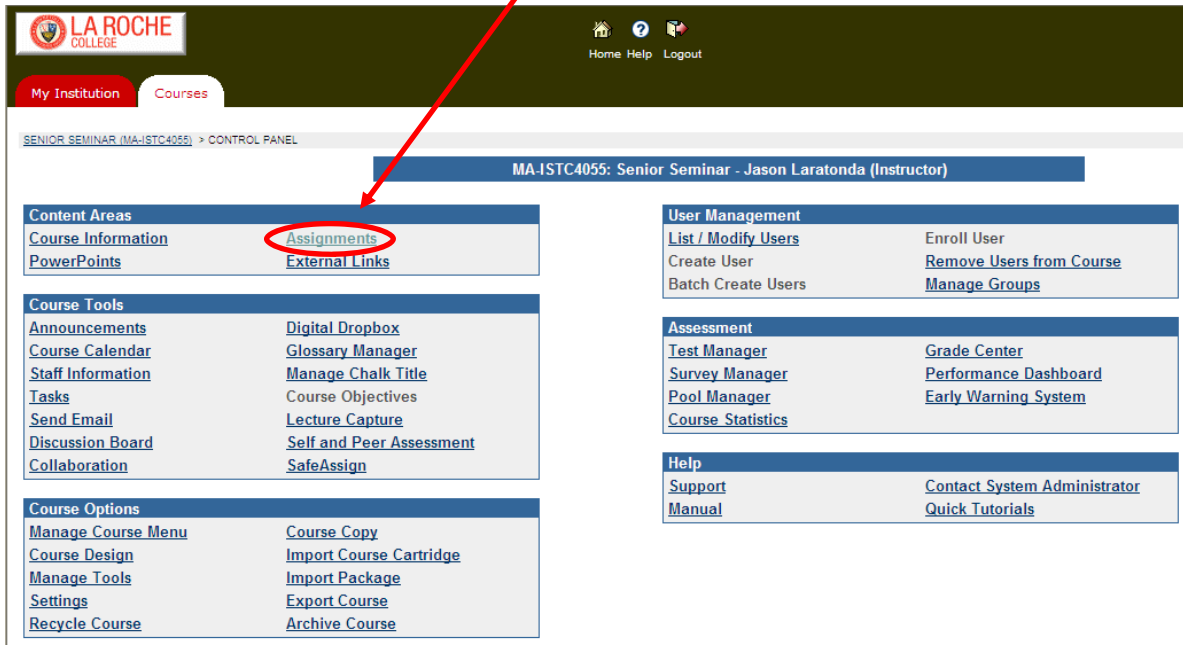 LA ROCHE
COLLEGE
Home Help Logout
My Institution Courses
SENIOR SEMINAR (MA-ISTC4055) > CONTROL PANEL
MA-ISTC4055: Senior Seminar - Jason Laratonda (Instructor)
Content Areas
Course Information Assignments
PowerPoints External Links
Course Tools
Announcements Digital Dropbox
Course Calendar Glossary Manager
Staff Information Manage Chalk Title
Tasks Course Objectives
Send Email Lecture Capture
Discussion Board Self and Peer Assessment
Collaboration SafeAssign
Course Options
Manage Course Menu Course Copy
Course Design Import Course Cartridge
Manage Tools Import Package
Settings Export Course
Recycle Course Archive Course
User Management
List / Modify Users Enroll User
Create User Remove Users from Course
Batch Create Users Manage Groups
Assessment
Test Manager Grade Center
Survey Manager Performance Dashboard
Pool Manager Early Warning System
Course Statistics
Help
Support Contact System Administrator
Manual Quick Tutorials